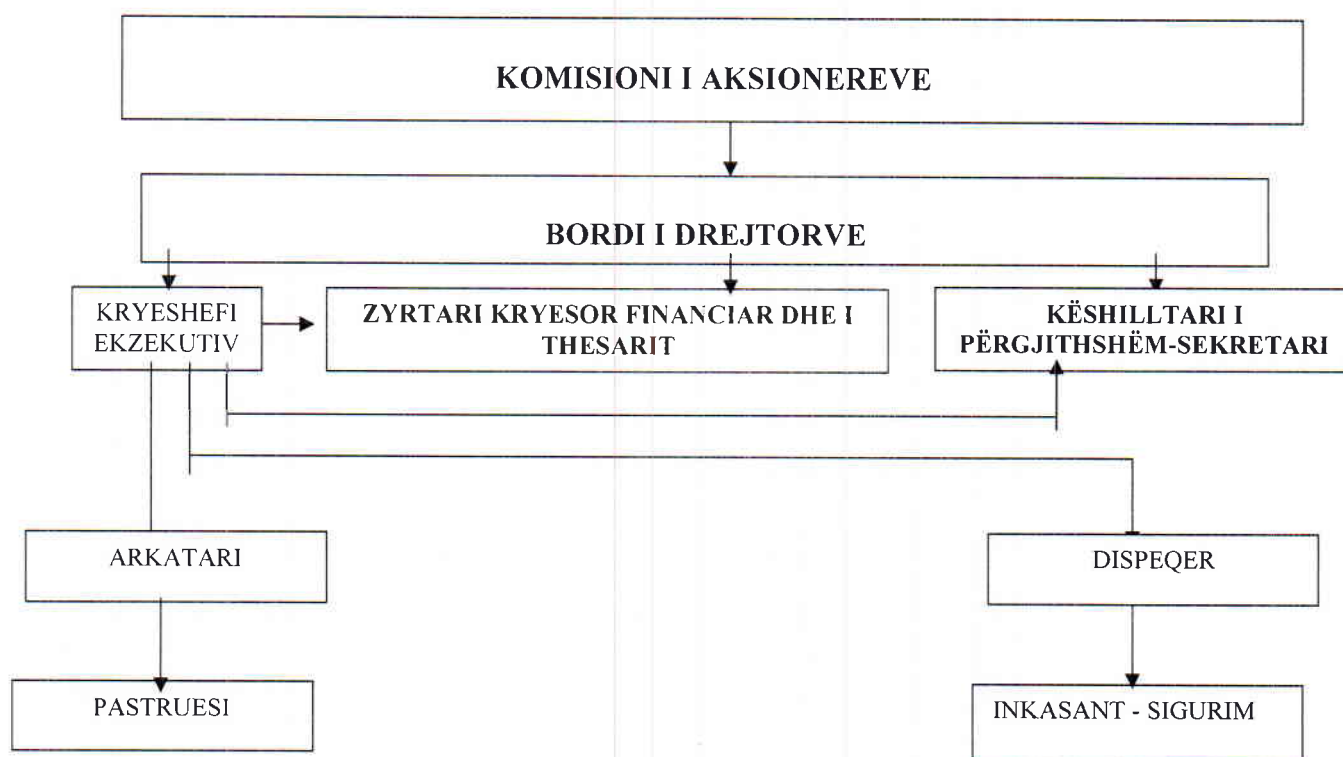 KOMISIONI I AKSIONEREVE
BORDI I DREJTORVE
KRYESHEFI
EKZEKUTIV
ZYRTARI KRYESOR FINANCIAR DHE I
THESARIT
KËSHILLTARI I
PËRGJITHSHËM-SEKRETARI
ARKATARI
DISPEQER
PASTRUESI
INKASANT - SIGURIM